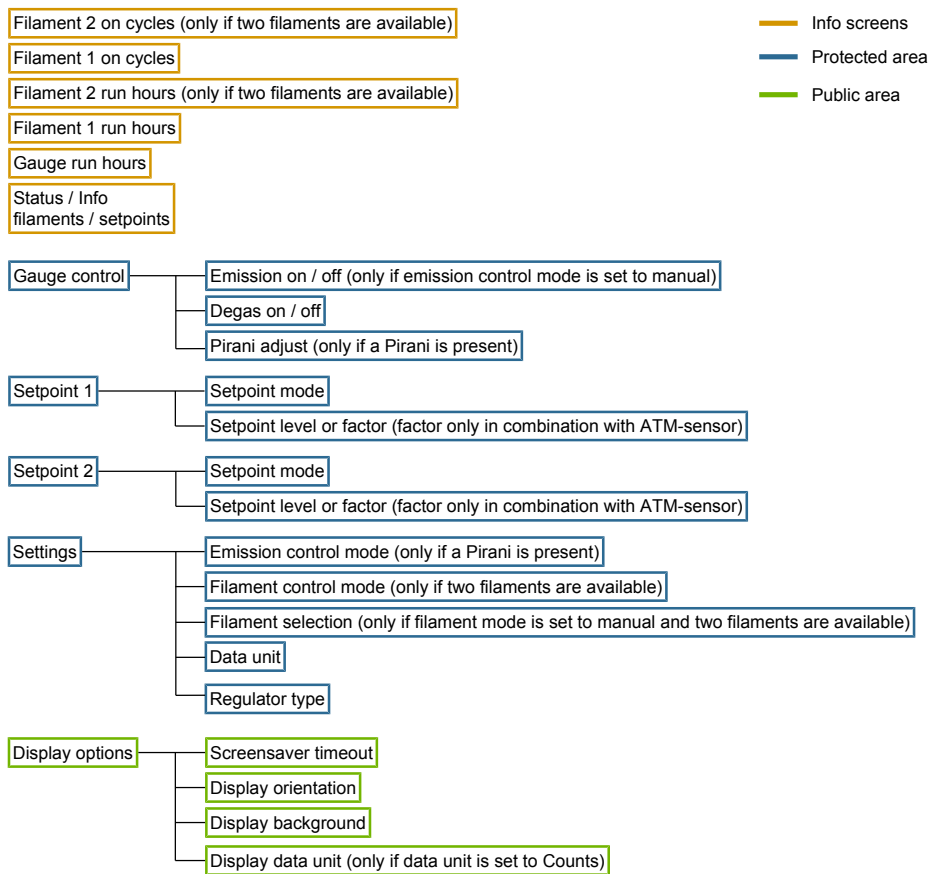 Filament 2 on cycles (only if two filaments are available)
Filament 1 on cycles
Filament 2 run hours (only if two filaments are available)
Filament 1 run hours
Gauge run hours
Status / Info
filaments / setpoints
Info screens
Protected area
Public area
Gauge control
Emission on / off (only if emission control mode is set to manual)
Degas on / off
Pirani adjust (only if a Pirani is present)
Setpoint 1
Setpoint mode
Setpoint level or factor (factor only in combination with ATM-sensor)
Setpoint 2
Setpoint mode
Setpoint level or factor (factor only in combination with ATM-sensor)
Settings
Emission control mode (only if a Pirani is present)
Filament control mode (only if two filaments are available)
Filament selection (only if filament mode is set to manual and two filaments are available)
Data unit
Regulator type
Display options
Screensaver timeout
Display orientation
Display background
Display data unit (only if data unit is set to Counts)